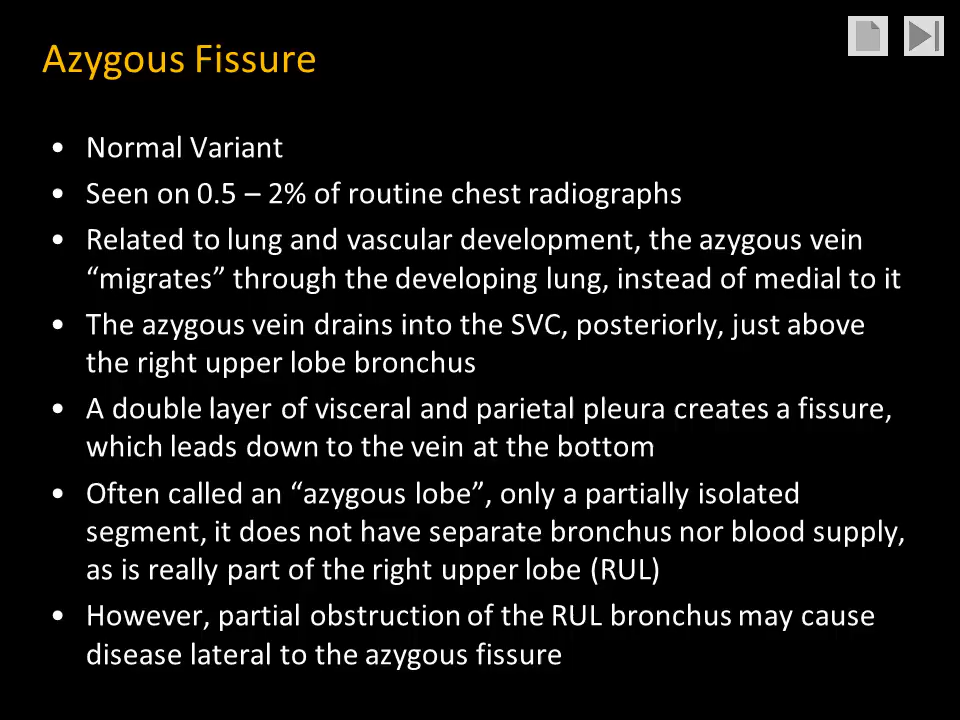 Azygous Fissure
• Normal Variant
• Seen on 0.5 – 2% of routine chest radiographs
• Related to lung and vascular development, the azygous vein
“migrates” through the developing lung, instead of medial to it
• The azygous vein drains into the SVC, posteriorly, just above
the right upper lobe bronchus
• A double layer of visceral and parietal pleura creates a fissure,
which leads down to the vein at the bottom
• Often called an “azygous lobe”, only a partially isolated
segment, it does not have separate bronchus nor blood supply,
as is really part of the right upper lobe (RUL)
• However, partial obstruction of the RUL bronchus may cause
disease lateral to the azygous fissure